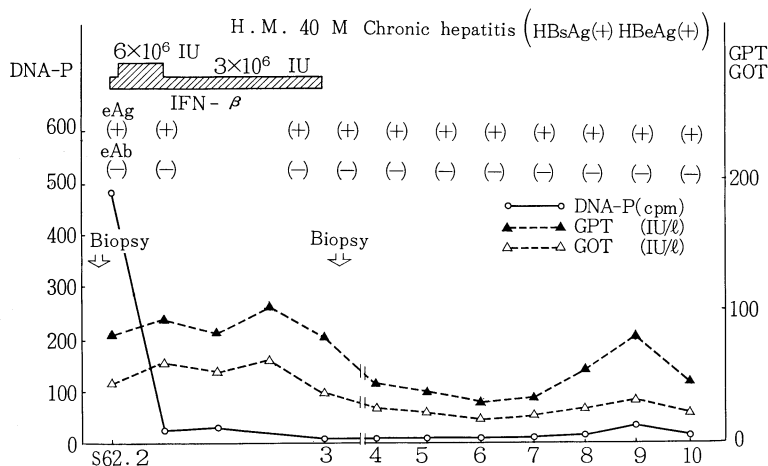 H.M. 40 M Chronic hepatitis (HBsAg(+) HBeAg(+))
6×10⁶ IU
3×10⁶ IU
IFN-β
DNA-P
GPT
GOT
eAg
(+) (+) (+) (+) (+) (+) (+) (+) (+) (+) (+)
eAb
(−) (−) (−) (−) (−) (−) (−) (−) (−) (−) (−)
600
500
400
300
200
100
0
200
100
0
DNA-P(cpm)
GPT (IU/ℓ)
GOT (IU/ℓ)
Biopsy
Biopsy
S62.2 3 4 5 6 7 8 9 10